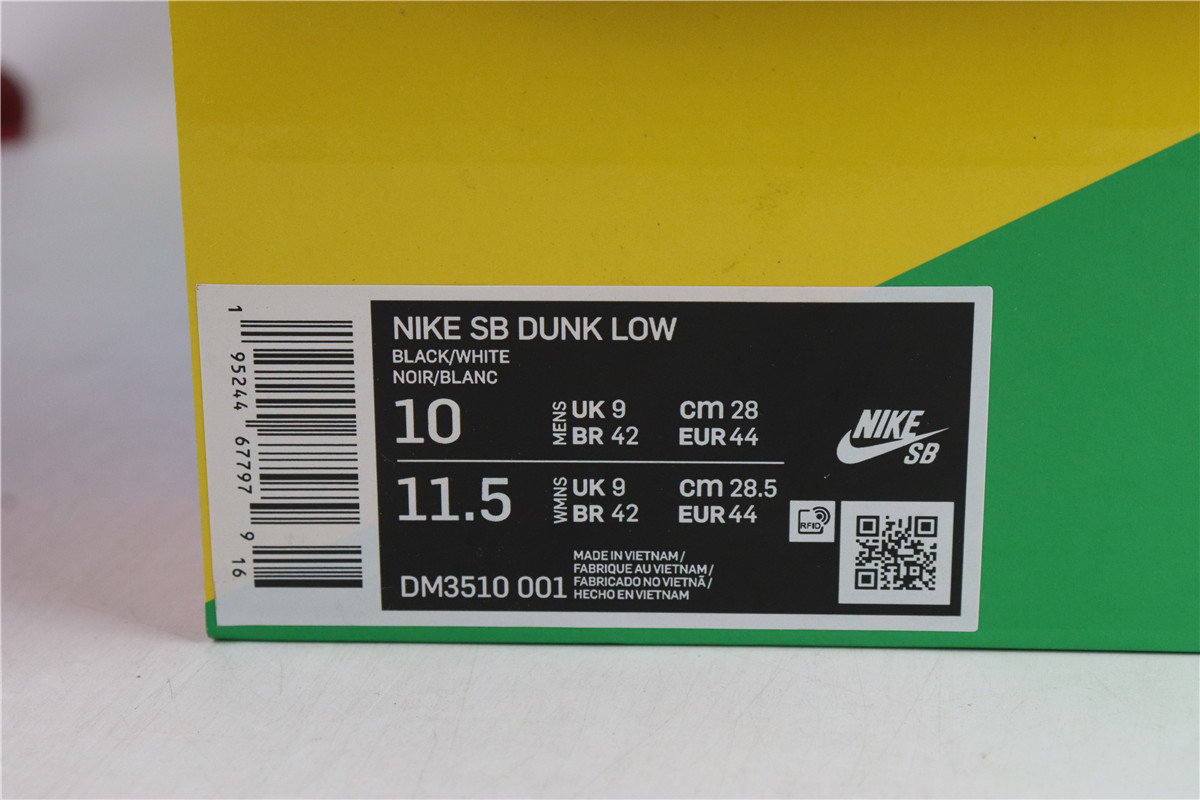 NIKE SB DUNK LOW
BLACK/WHITE
NOIR/BLANC
10
MENS
UK 9
cm 28
BR 42
EUR 44
11.5
WMNS
UK 9
cm 28.5
BR 42
EUR 44
DM3510 001
MADE IN VIETNAM /
FABRIQUE AU VIETNAM /
FABRICADO NO VIETNÃ /
HECHO EN VIETNAM
NIKE
SB
RFID
1 95244 67797 9 16